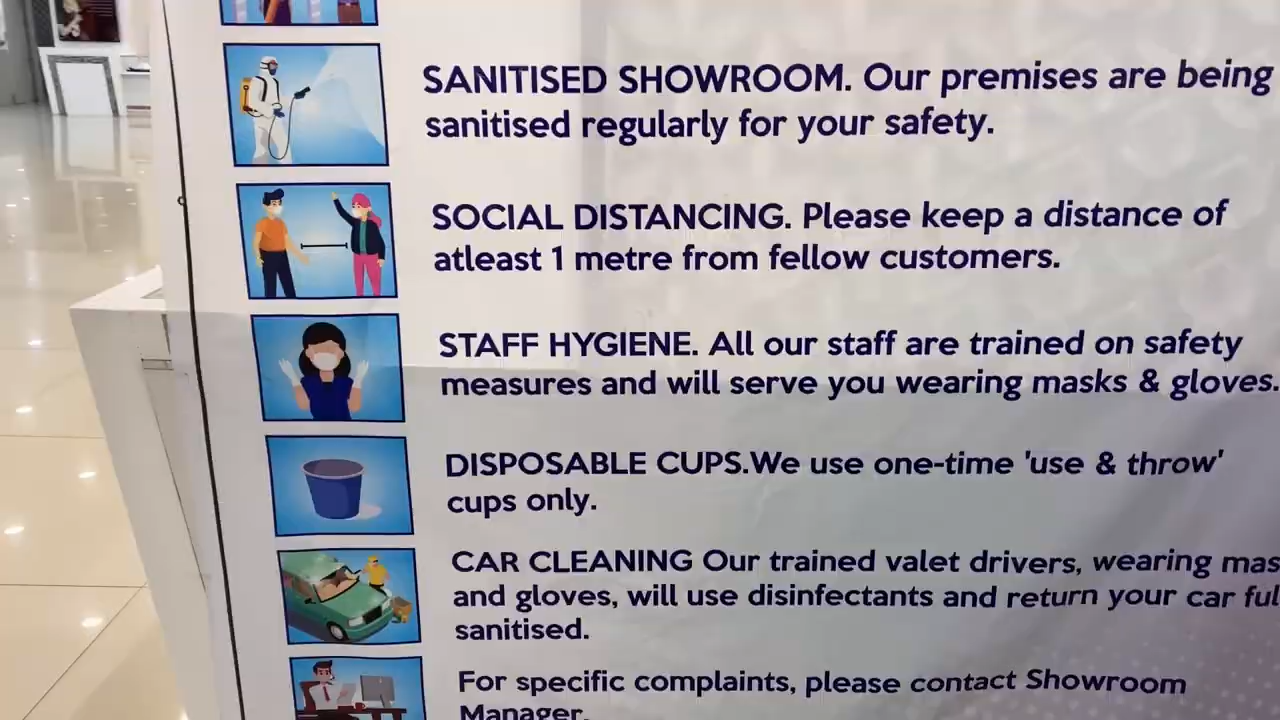 SANITISED SHOWROOM. Our premises are being
sanitised regularly for your safety.
SOCIAL DISTANCING. Please keep a distance of
atleast 1 metre from fellow customers.
STAFF HYGIENE. All our staff are trained on safety
measures and will serve you wearing masks & gloves.
DISPOSABLE CUPS.We use one-time 'use & throw'
cups only.
CAR CLEANING Our trained valet drivers, wearing mas
and gloves, will use disinfectants and return your car ful
sanitised.
For specific complaints, please contact Showroom
Manager.